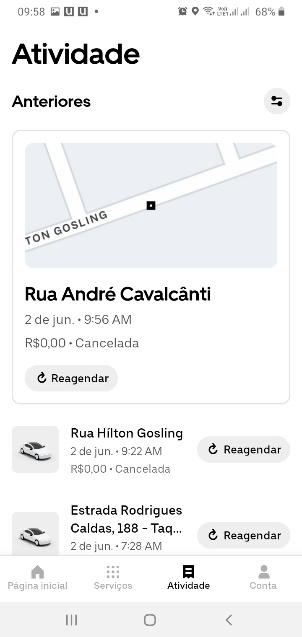 09:58
68%
Atividade
Anteriores
TON GOSLING
Rua André Cavalcânti
2 de jun. • 9:56 AM
R$0,00 • Cancelada
Reagendar
Rua Hílton Gosling
2 de jun. • 9:22 AM
R$0,00 • Cancelada
Reagendar
Estrada Rodrigues
Caldas, 188 - Taq...
2 de jun. • 7:28 AM
Reagendar
Página inicial
Serviços
Atividade
Conta